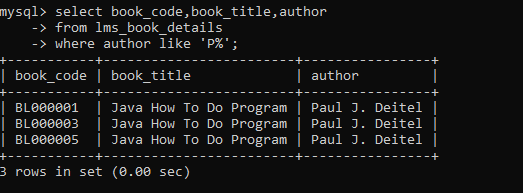 mysql> select book_code,book_title,author
    -> from lms_book_details
    -> where author like 'P%';
+-----------+------------------------+----------------+
| book_code | book_title             | author         |
+-----------+------------------------+----------------+
| BL000001  | Java How To Do Program | Paul J. Deitel |
| BL000003  | Java How To Do Program | Paul J. Deitel |
| BL000005  | Java How To Do Program | Paul J. Deitel |
+-----------+------------------------+----------------+
3 rows in set (0.00 sec)